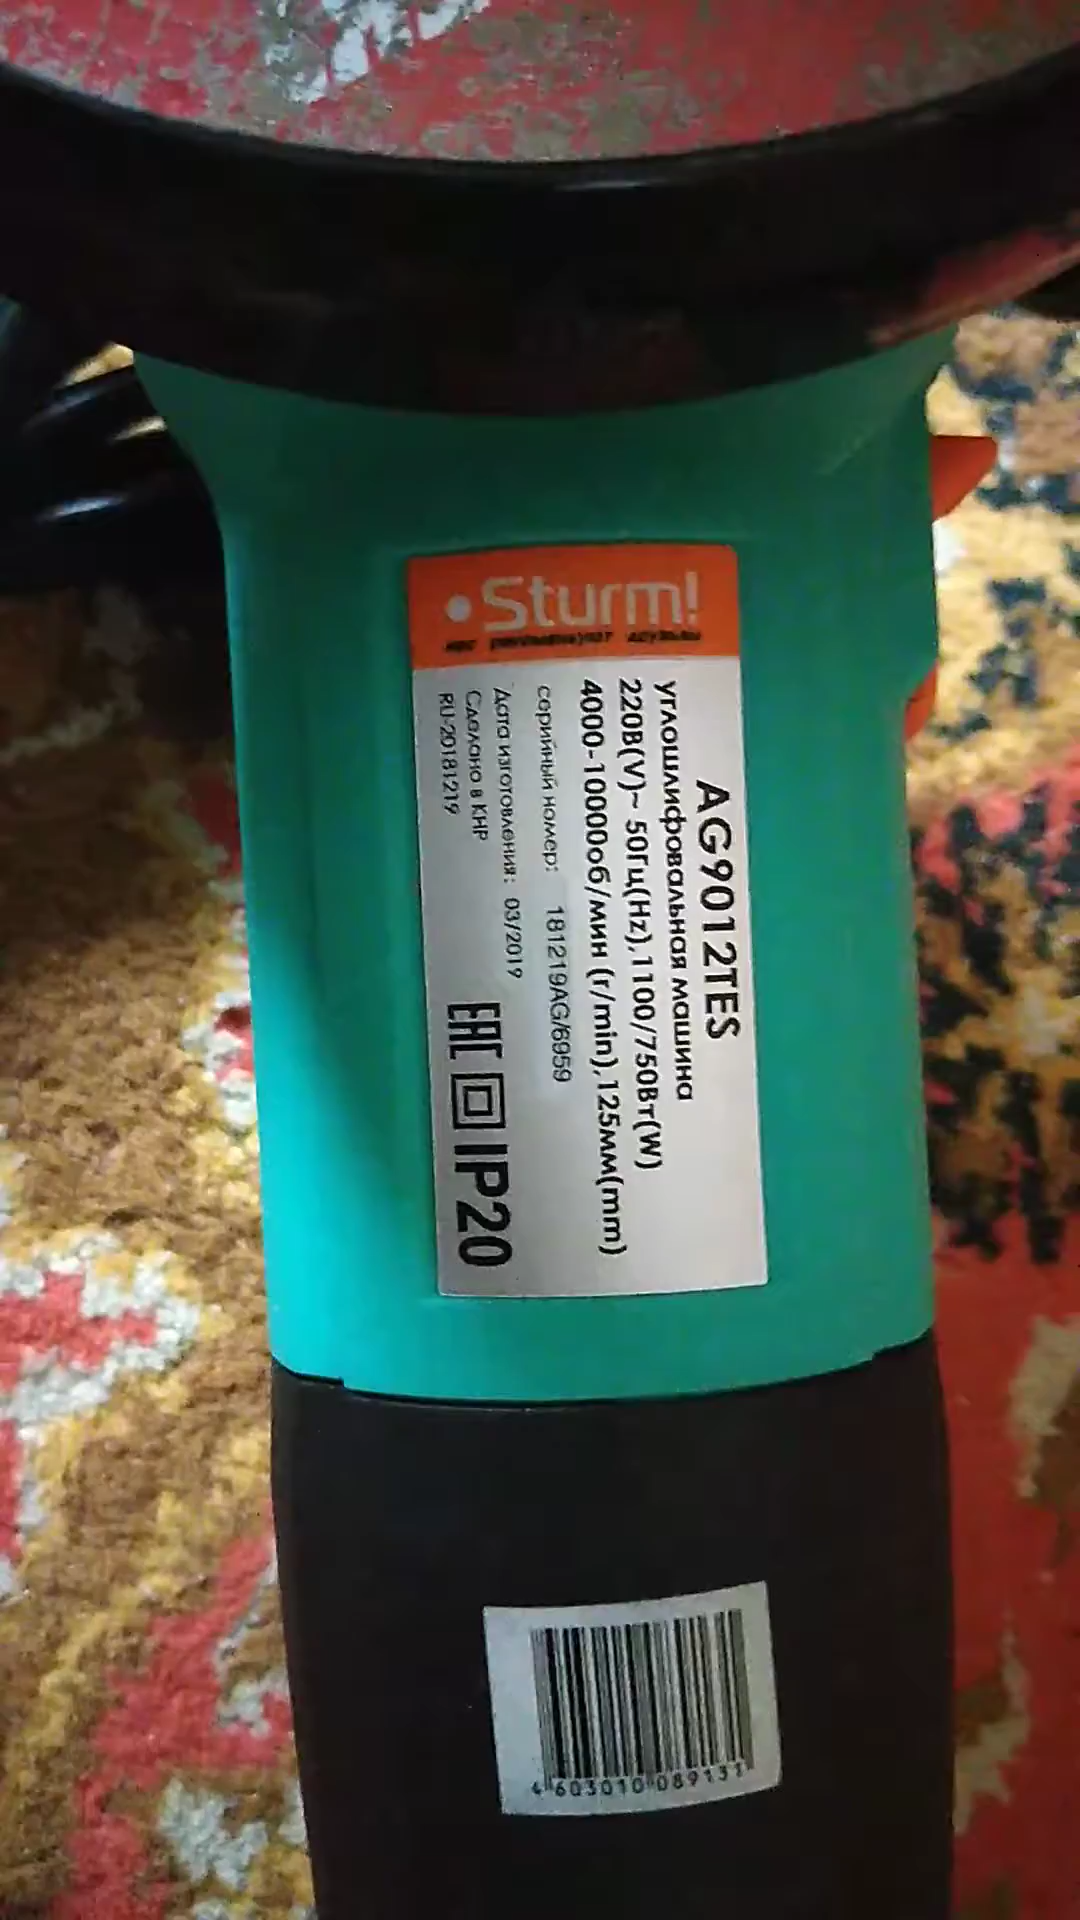 Sturm!
AG9012TES
углошлифовальная машина
220В(V)~ 50Гц(Hz),1100/750Вт(W)
4000-10000об/мин (r/min),125мм(mm)
серийный номер: 181219AG/6959
Дата изготовления: 03/2019
Сделано в КНР
RU-20181219
EAC IP20
4 603010 089131